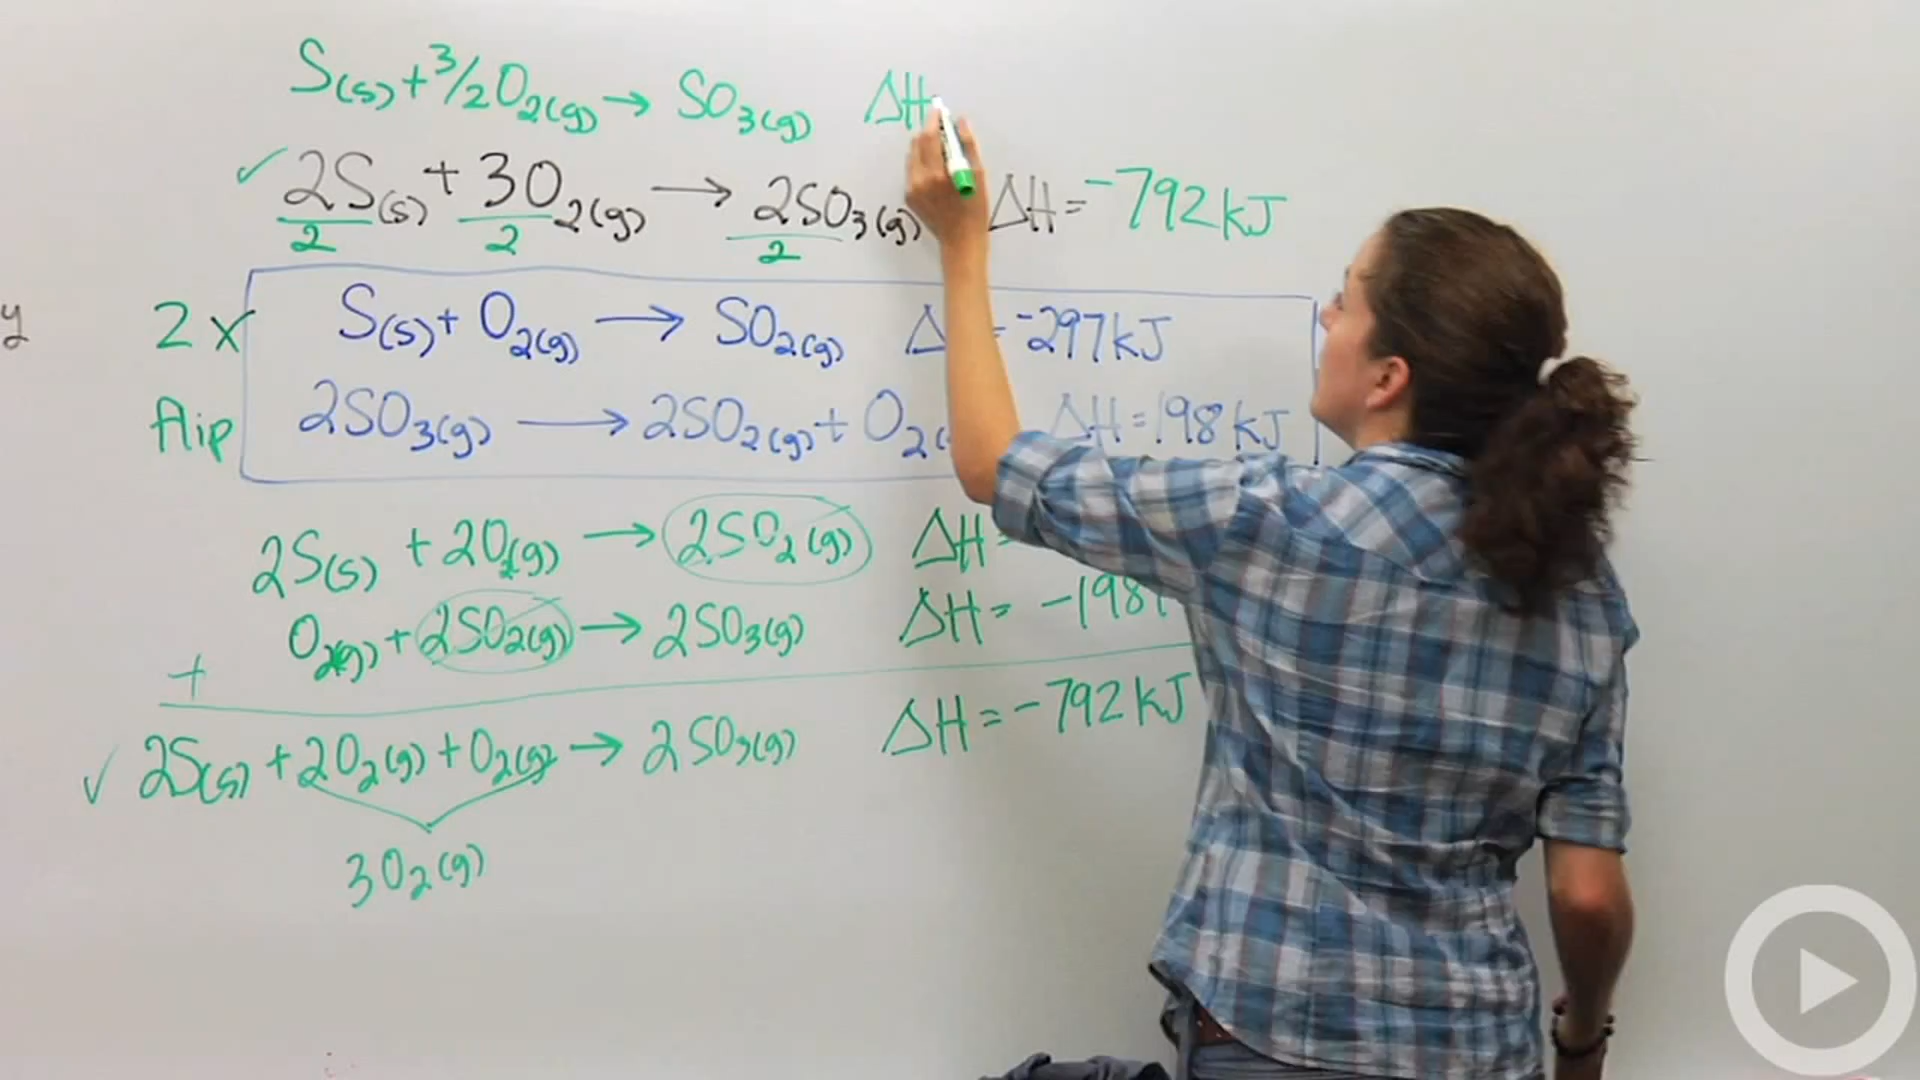 S(s) + 3/2 O2(g) → SO3(g) ΔH
✓ 2S(s) + 3O2(g) → 2SO3(g) ΔH = -792 kJ
2 2 2
y
2 x S(s) + O2(g) → SO2(g) Δ = -297 kJ
flip 2SO3(g) → 2SO2(g) + O2( ΔH = 198 kJ
2S(s) + 2O2(g) → 2SO2(g) ΔH =
+ O2(g) + 2SO2(g) → 2SO3(g) ΔH = -198
✓ 2S(s) + 2O2(g) + O2(g) → 2SO3(g) ΔH = -792 kJ
3O2(g)